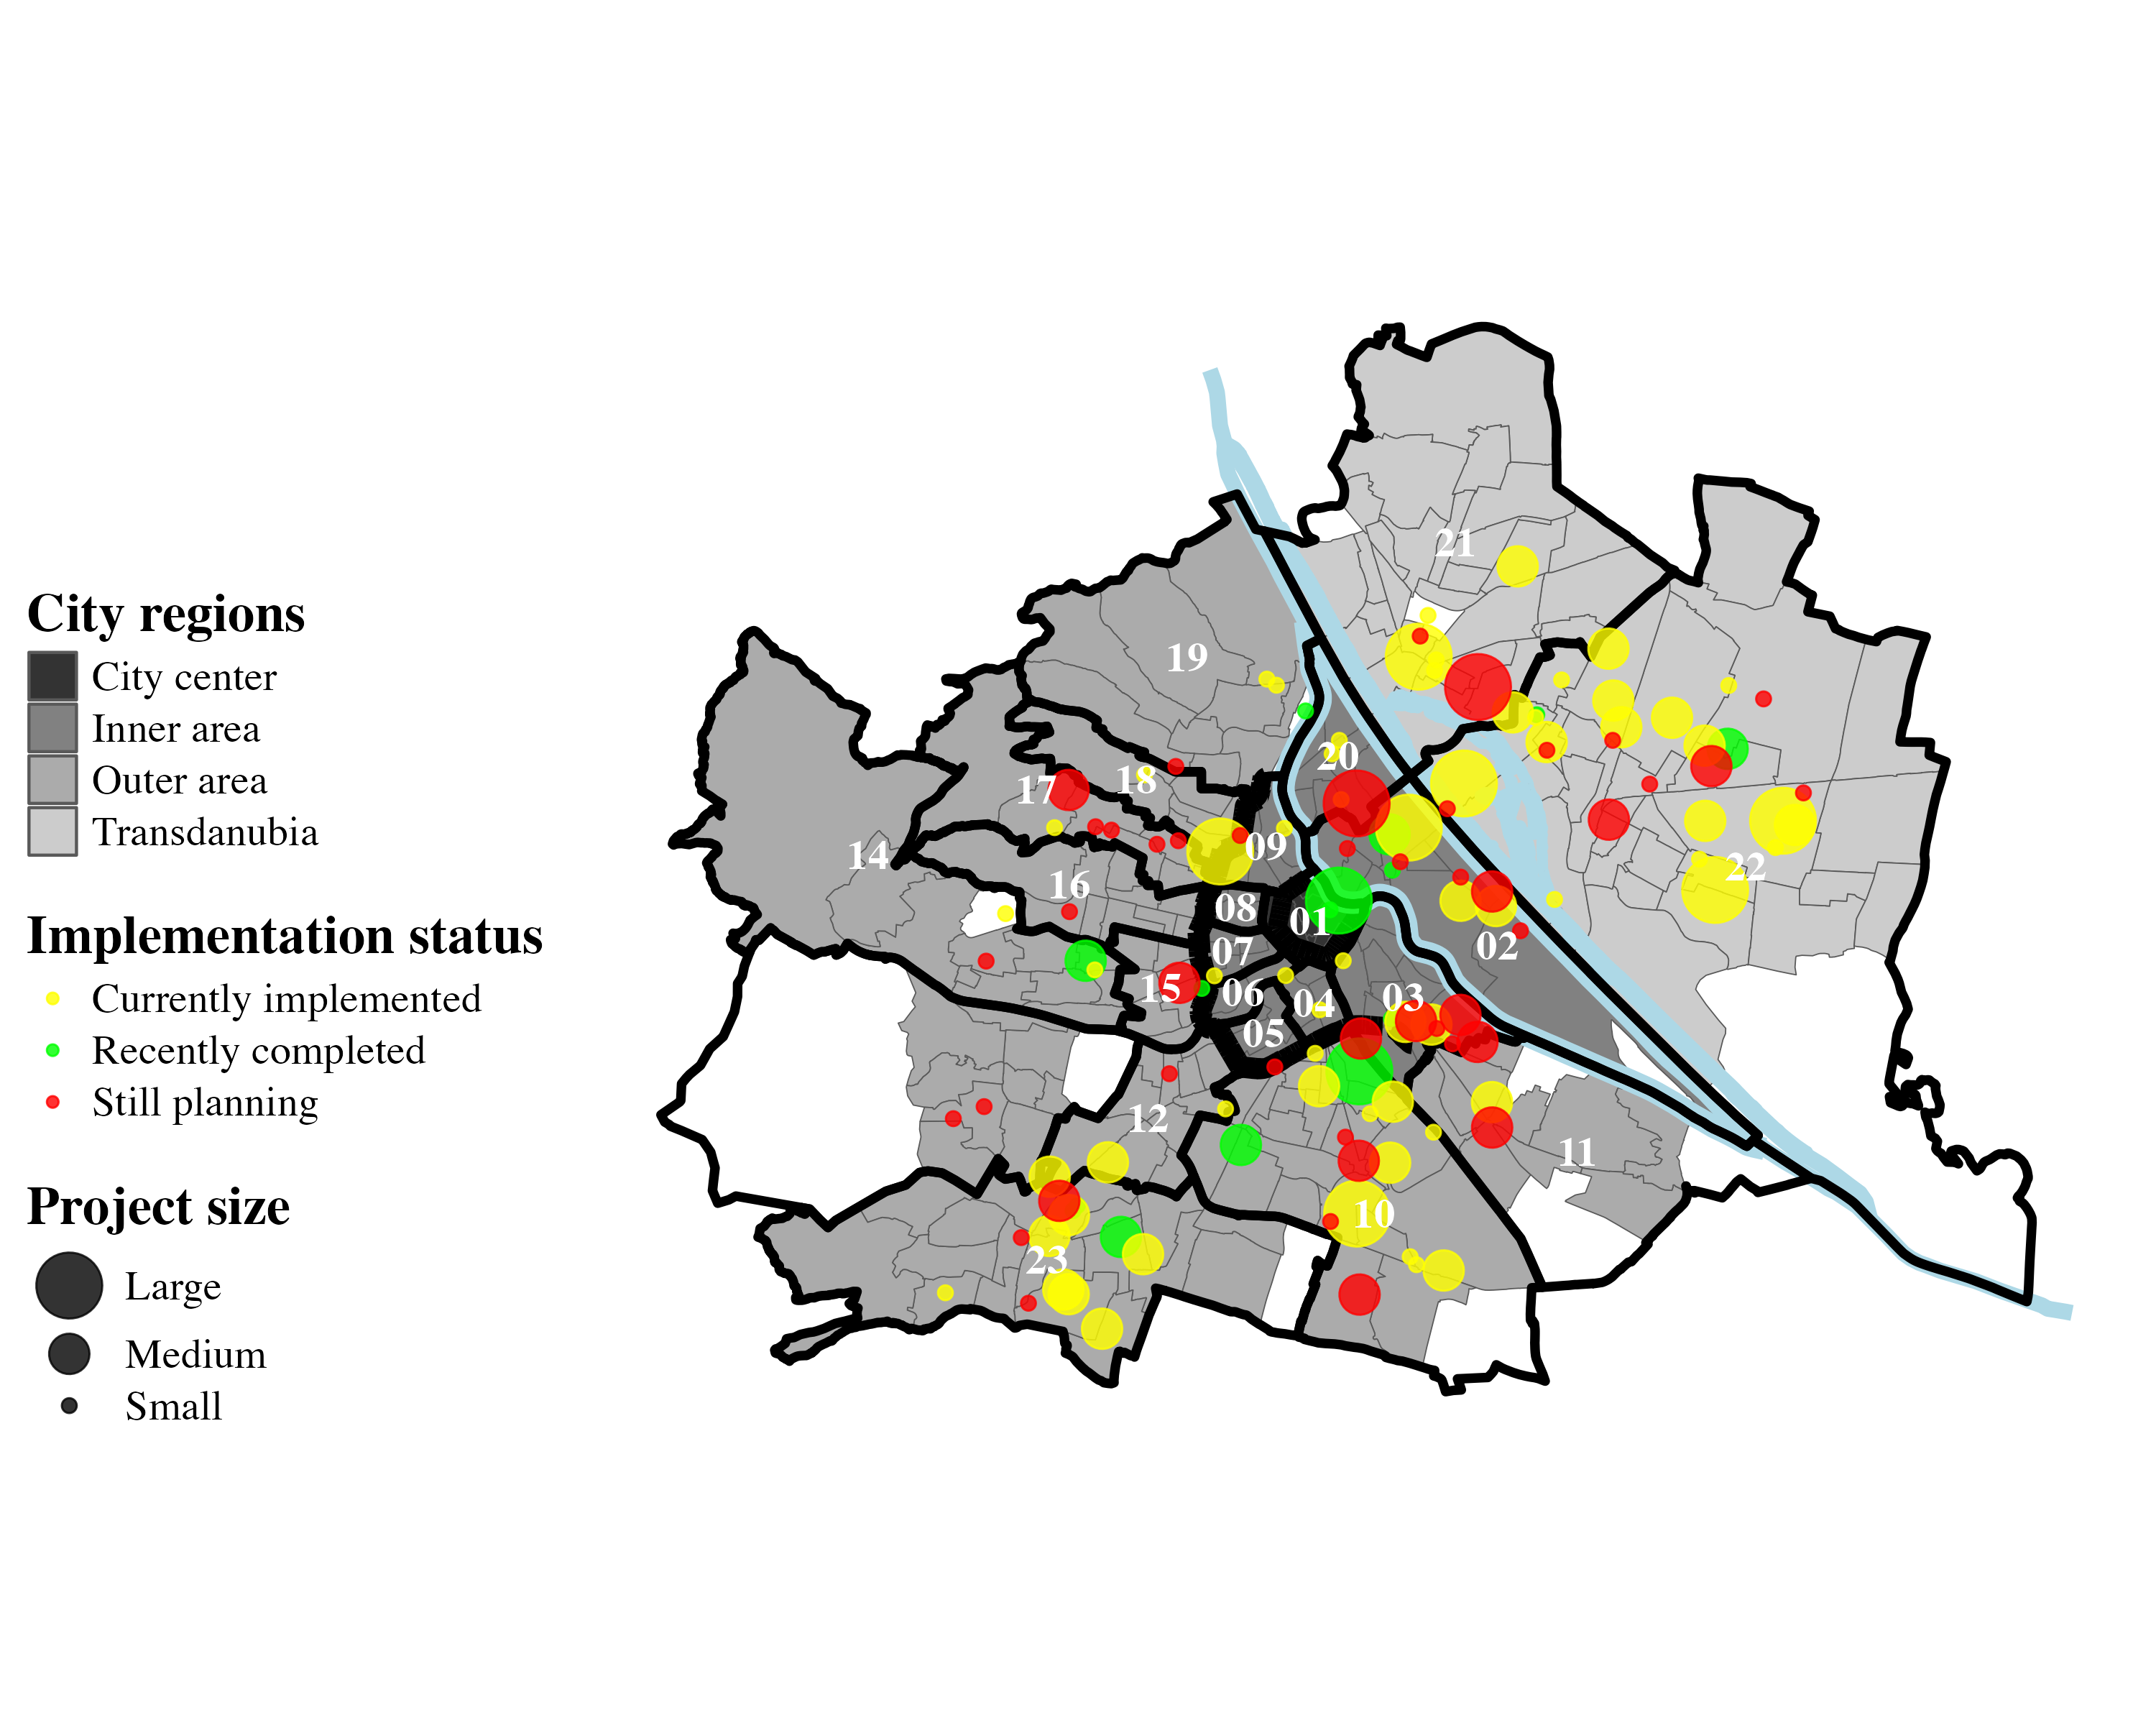 City regions
City center
Inner area
Outer area
Transdanubia
Implementation status
Currently implemented
Recently completed
Still planning
Project size
Large
Medium
Small
21
19
20
18
17
09
14
22
16
08
01
07
02
15
06
04
03
05
12
11
10
23